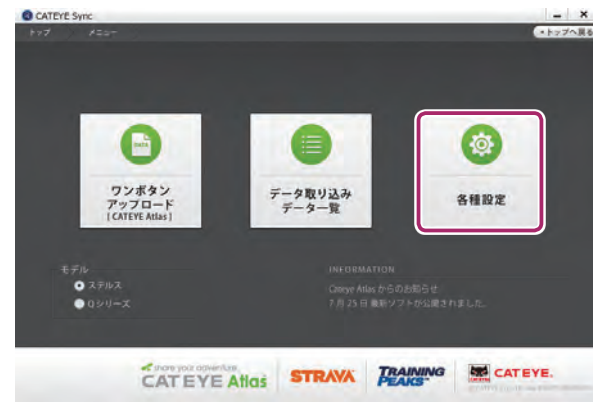 CATEYE Sync
トップ メニュー
・トップへ戻る
DATA
ワンボタン
アップロード
[ CATEYE Atlas ]
データ取り込み
データ一覧
各種設定
モデル
ステルス
Qシリーズ
INFORMATION
Cateye Atlas からのお知らせ
7月25日 最新ソフトが公開されました。
share your adventure
CATEYE Atlas
STRAVA
TRAINING
PEAKS
CATEYE
CATEYE.